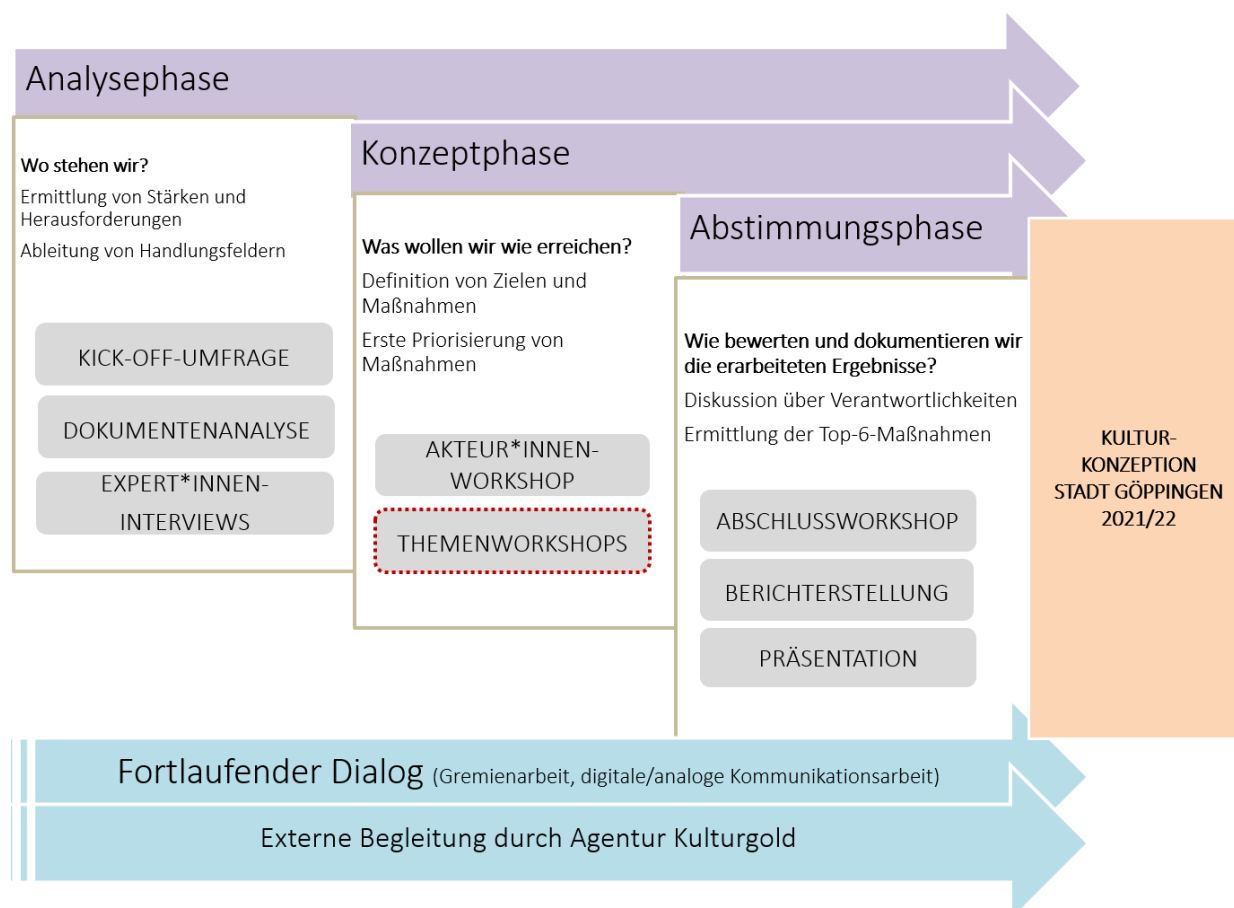 Analysephase
Wo stehen wir?
Ermittlung von Stärken und
Herausforderungen
Ableitung von Handlungsfeldern
KICK-OFF-UMFRAGE
DOKUMENTENANALYSE
EXPERT*INNEN-
INTERVIEWS
Konzeptphase
Was wollen wir wie erreichen?
Definition von Zielen und
Maßnahmen
Erste Priorisierung von
Maßnahmen
AKTEUR*INNEN-
WORKSHOP
THEMENWORKSHOPS
Abstimmungsphase
Wie bewerten und dokumentieren wir
die erarbeiteten Ergebnisse?
Diskussion über Verantwortlichkeiten
Ermittlung der Top-6-Maßnahmen
ABSCHLUSSWORKSHOP
BERICHTERSTELLUNG
PRÄSENTATION
KULTUR-
KONZEPTION
STADT GÖPPINGEN
2021/22
Fortlaufender Dialog (Gremienarbeit, digitale/analoge Kommunikationsarbeit)
Externe Begleitung durch Agentur Kulturgold